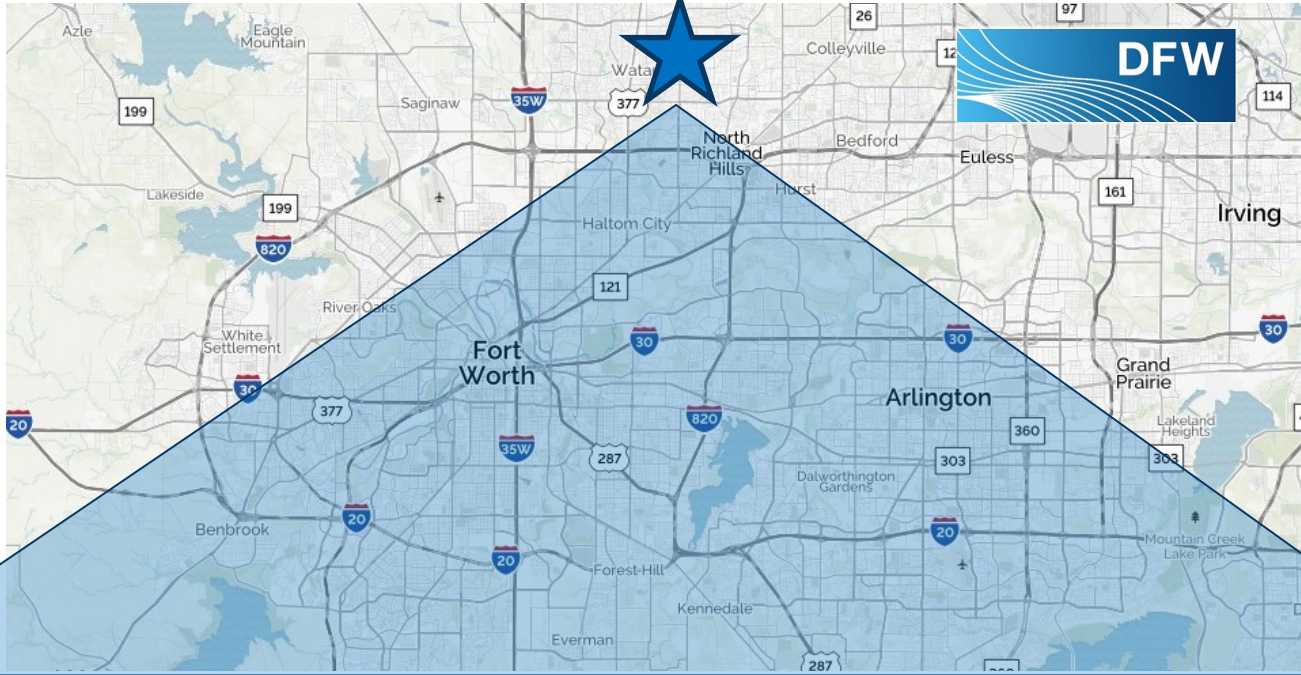 97
26
Azle
Eagle
Mountain
Colleyville
12
DFW
Wata
35W
377
114
Saginaw
199
North
Richland
Hills
Bedford
Euless
161
Lakeside
Hurst
199
Irving
Haltom City
820
121
River Oaks
30
White
Settlement
30
30
Fort
Worth
Grand
Prairie
30
Arlington
377
20
820
Lakeland
Heights
360
35W
287
303
303
Dalworthington
Gardens
20
Benbrook
20
Mountain Creek
Lake Park
20
Forest Hill
Kennedale
Everman
287
360